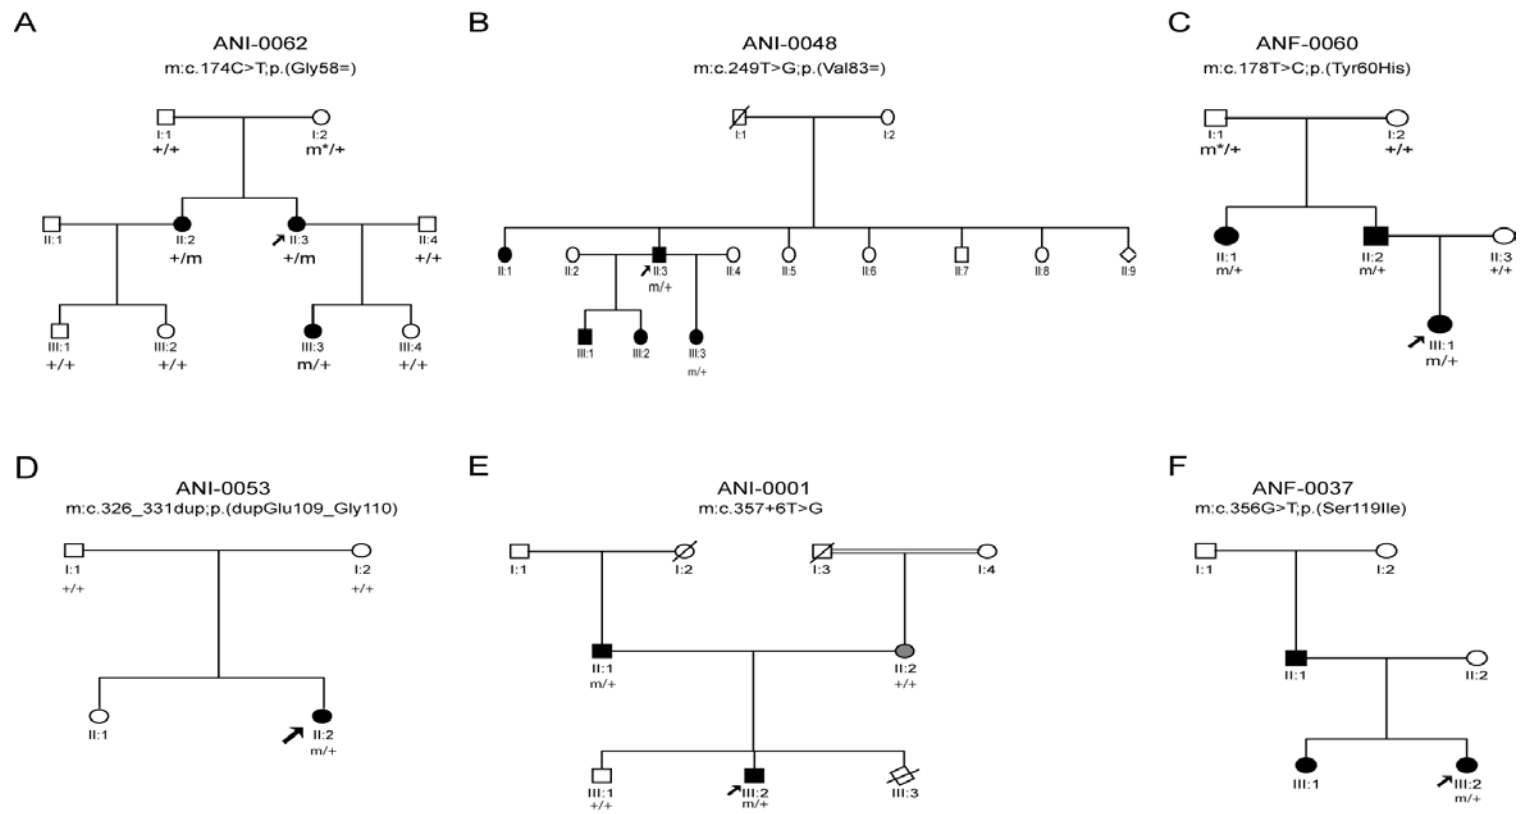 A
ANI-0062
m:c.174C>T;p.(Gly58=)
I:1
+/+
I:2
m*/+
II:1
II:2
+/m
II:3
+/m
II:4
+/+
III:1
+/+
III:2
+/+
III:3
m/+
III:4
+/+
B
ANI-0048
m:c.249T>G;p.(Val83=)
I:1
I:2
II:1
II:2
II:3
m/+
II:4
II:5
II:6
II:7
II:8
II:9
III:1
III:2
III:3
m/+
C
ANF-0060
m:c.178T>C;p.(Tyr60His)
I:1
m*/+
I:2
+/+
II:1
m/+
II:2
m/+
II:3
+/+
III:1
m/+
D
ANI-0053
m:c.326_331dup;p.(dupGlu109_Gly110)
I:1
+/+
I:2
+/+
II:1
II:2
m/+
E
ANI-0001
m:c.357+6T>G
I:1
I:2
I:3
I:4
II:1
m/+
II:2
+/+
III:1
+/+
III:2
m/+
III:3
F
ANF-0037
m:c.356G>T;p.(Ser119Ile)
I:1
I:2
II:1
II:2
III:1
III:2
m/+